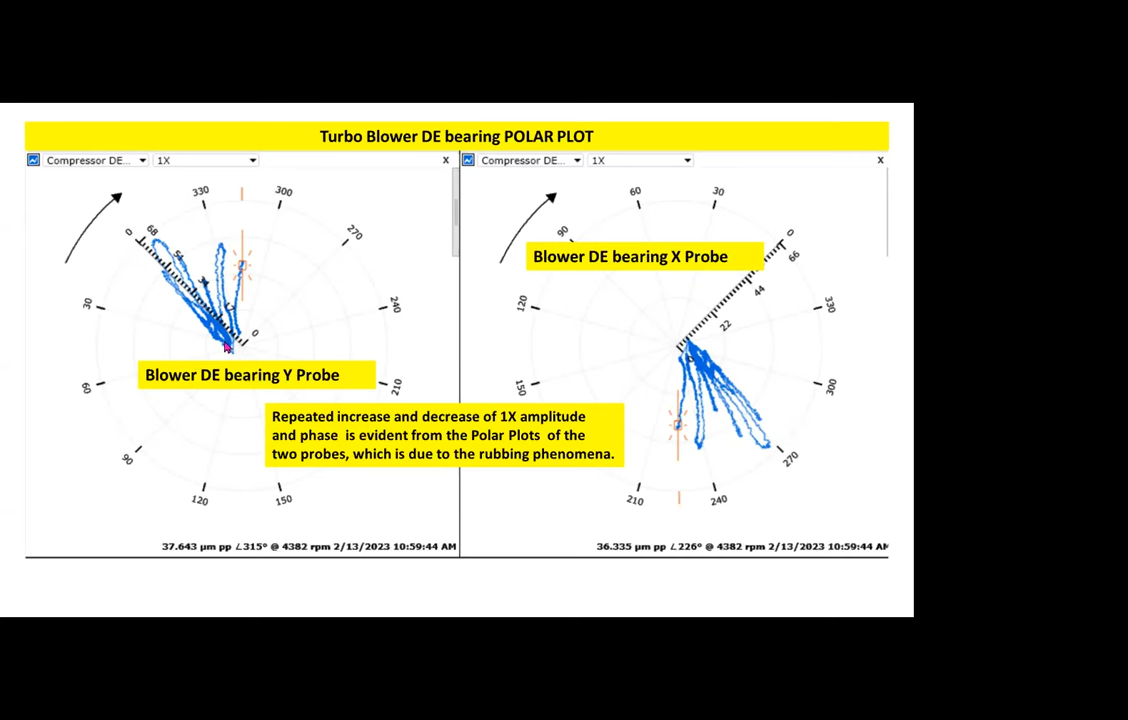 Turbo Blower DE bearing POLAR PLOT
Compressor DE... 1X x
Compressor DE... 1X x
330 300
270
240
210
0
68
51
34
17
0
30
60
90
120 150
Blower DE bearing Y Probe
60 30
90
0
66
44
22
0
330
300
270
240
210
120
150
Blower DE bearing X Probe
Repeated increase and decrease of 1X amplitude
and phase is evident from the Polar Plots of the
two probes, which is due to the rubbing phenomena.
37.643 µm pp ∠315° @ 4382 rpm 2/13/2023 10:59:44 AM
36.335 µm pp ∠226° @ 4382 rpm 2/13/2023 10:59:44 AM